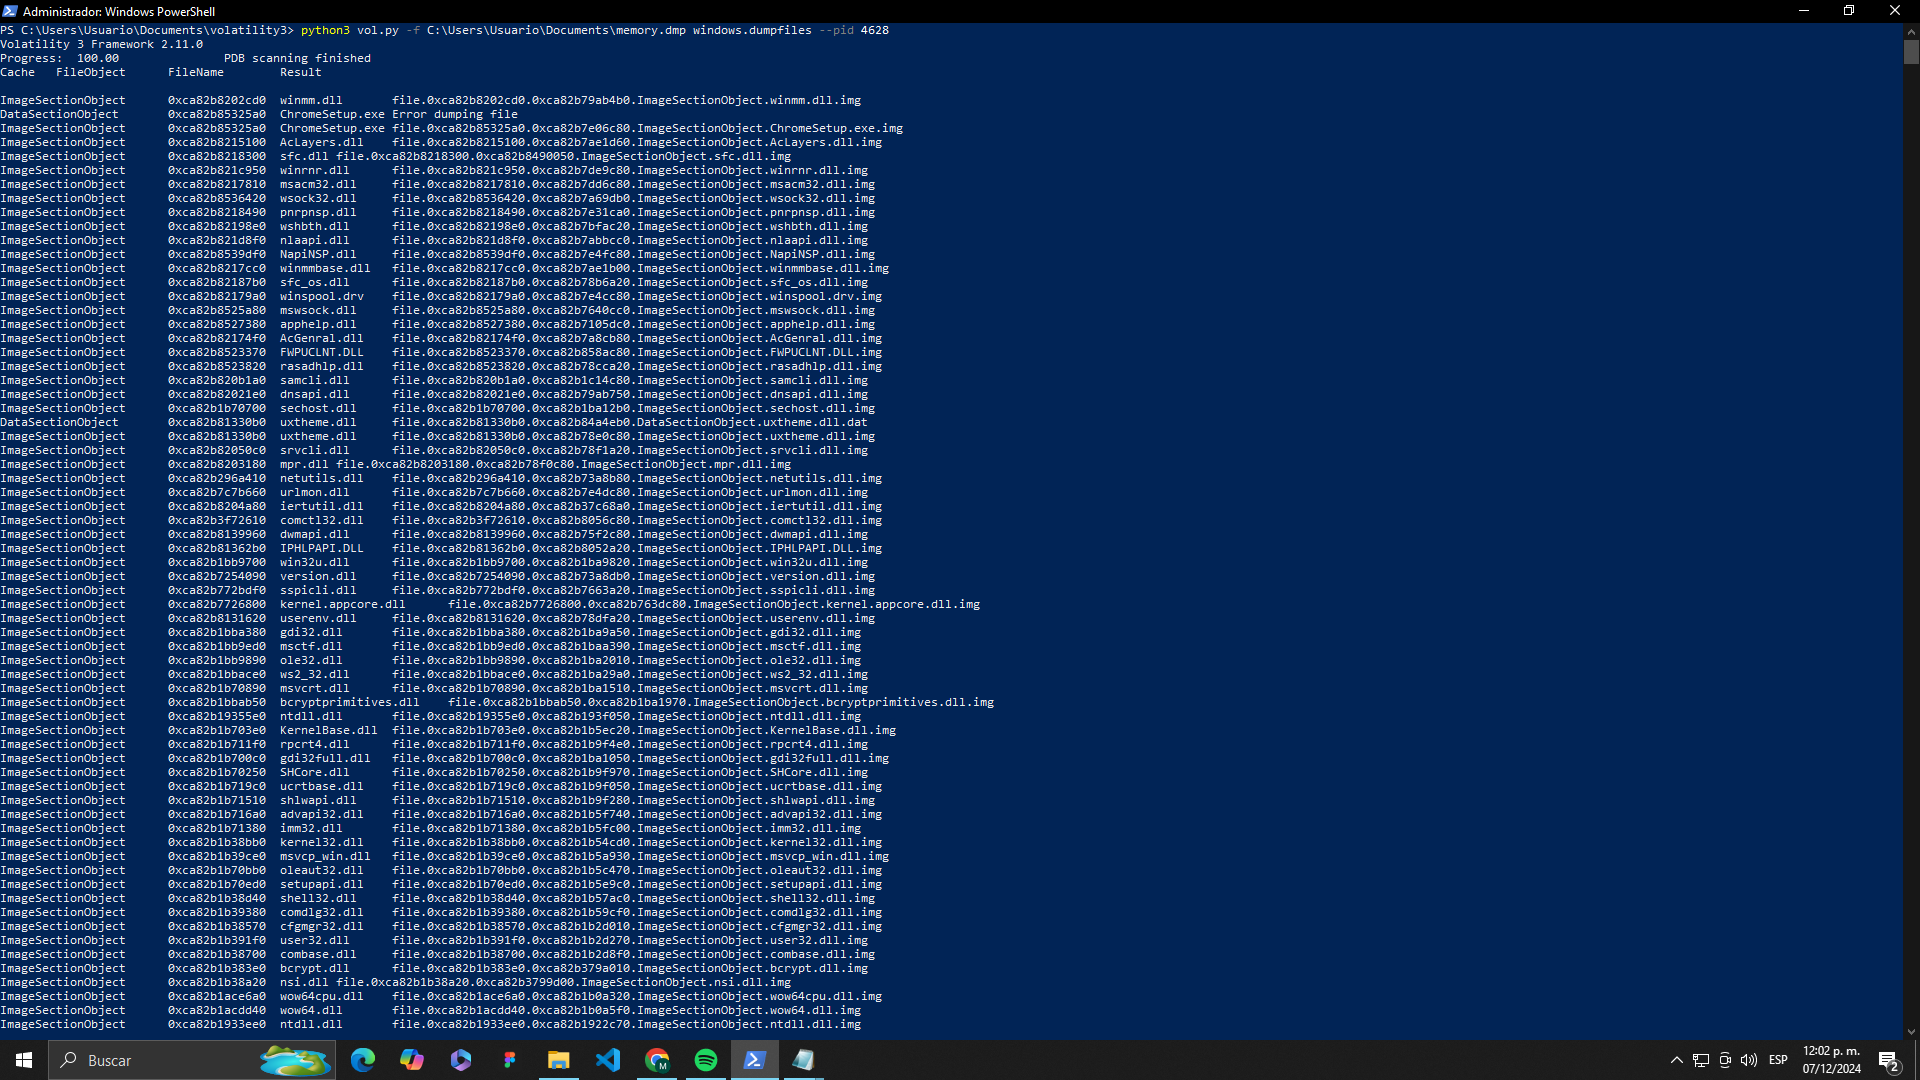 Administrador: Windows PowerShell
PS C:\Users\Usuario\Documents\volatility3> python3 vol.py -f C:\Users\Usuario\Documents\memory.dmp windows.dumpfiles --pid 4628
Volatility 3 Framework 2.11.0
Progress:  100.00               PDB scanning finished
Cache   FileObject      FileName        Result
ImageSectionObject      0xca82b8202cd0  winmm.dll       file.0xca82b8202cd0.0xca82b79ab4b0.ImageSectionObject.winmm.dll.img
DataSectionObject       0xca82b85325a0  ChromeSetup.exe Error dumping file
ImageSectionObject      0xca82b85325a0  ChromeSetup.exe file.0xca82b85325a0.0xca82b7e06c80.ImageSectionObject.ChromeSetup.exe.img
ImageSectionObject      0xca82b8215100  AcLayers.dll    file.0xca82b8215100.0xca82b7ae1d60.ImageSectionObject.AcLayers.dll.img
ImageSectionObject      0xca82b8218300  sfc.dll file.0xca82b8218300.0xca82b8490050.ImageSectionObject.sfc.dll.img
ImageSectionObject      0xca82b821c950  winrnr.dll      file.0xca82b821c950.0xca82b7de9c80.ImageSectionObject.winrnr.dll.img
ImageSectionObject      0xca82b8217810  msacm32.dll     file.0xca82b8217810.0xca82b7dd6c80.ImageSectionObject.msacm32.dll.img
ImageSectionObject      0xca82b8536420  wsock32.dll     file.0xca82b8536420.0xca82b7a69db0.ImageSectionObject.wsock32.dll.img
ImageSectionObject      0xca82b8218490  pnrpnsp.dll     file.0xca82b8218490.0xca82b7e31ca0.ImageSectionObject.pnrpnsp.dll.img
ImageSectionObject      0xca82b82198e0  wshbth.dll      file.0xca82b82198e0.0xca82b7bfac20.ImageSectionObject.wshbth.dll.img
ImageSectionObject      0xca82b821d8f0  nlaapi.dll      file.0xca82b821d8f0.0xca82b7abbcc0.ImageSectionObject.nlaapi.dll.img
ImageSectionObject      0xca82b8539df0  NapiNSP.dll     file.0xca82b8539df0.0xca82b7e4fc80.ImageSectionObject.NapiNSP.dll.img
ImageSectionObject      0xca82b8217cc0  winmmbase.dll   file.0xca82b8217cc0.0xca82b7ae1b00.ImageSectionObject.winmmbase.dll.img
ImageSectionObject      0xca82b82187b0  sfc_os.dll      file.0xca82b82187b0.0xca82b78b6a20.ImageSectionObject.sfc_os.dll.img
ImageSectionObject      0xca82b82179a0  winspool.drv    file.0xca82b82179a0.0xca82b7e4cc80.ImageSectionObject.winspool.drv.img
ImageSectionObject      0xca82b8525a80  mswsock.dll     file.0xca82b8525a80.0xca82b7640cc0.ImageSectionObject.mswsock.dll.img
ImageSectionObject      0xca82b8527380  apphelp.dll     file.0xca82b8527380.0xca82b7105dc0.ImageSectionObject.apphelp.dll.img
ImageSectionObject      0xca82b82174f0  AcGenral.dll    file.0xca82b82174f0.0xca82b7a8cb80.ImageSectionObject.AcGenral.dll.img
ImageSectionObject      0xca82b8523370  FWPUCLNT.DLL    file.0xca82b8523370.0xca82b858ac80.ImageSectionObject.FWPUCLNT.DLL.img
ImageSectionObject      0xca82b8523820  rasadhlp.dll    file.0xca82b8523820.0xca82b78cca20.ImageSectionObject.rasadhlp.dll.img
ImageSectionObject      0xca82b820b1a0  samcli.dll      file.0xca82b820b1a0.0xca82b1c14c80.ImageSectionObject.samcli.dll.img
ImageSectionObject      0xca82b82021e0  dnsapi.dll      file.0xca82b82021e0.0xca82b79ab750.ImageSectionObject.dnsapi.dll.img
ImageSectionObject      0xca82b1b70700  sechost.dll     file.0xca82b1b70700.0xca82b1ba12b0.ImageSectionObject.sechost.dll.img
DataSectionObject       0xca82b81330b0  uxtheme.dll     file.0xca82b81330b0.0xca82b84a4eb0.DataSectionObject.uxtheme.dll.dat
ImageSectionObject      0xca82b81330b0  uxtheme.dll     file.0xca82b81330b0.0xca82b78e0c80.ImageSectionObject.uxtheme.dll.img
ImageSectionObject      0xca82b82050c0  srvcli.dll      file.0xca82b82050c0.0xca82b78f1a20.ImageSectionObject.srvcli.dll.img
ImageSectionObject      0xca82b8203180  mpr.dll file.0xca82b8203180.0xca82b78f0c80.ImageSectionObject.mpr.dll.img
ImageSectionObject      0xca82b296a410  netutils.dll    file.0xca82b296a410.0xca82b73a8b80.ImageSectionObject.netutils.dll.img
ImageSectionObject      0xca82b7c7b660  urlmon.dll      file.0xca82b7c7b660.0xca82b7e4dc80.ImageSectionObject.urlmon.dll.img
ImageSectionObject      0xca82b8204a80  iertutil.dll    file.0xca82b8204a80.0xca82b37c68a0.ImageSectionObject.iertutil.dll.img
ImageSectionObject      0xca82b3f72610  comctl32.dll    file.0xca82b3f72610.0xca82b8056c80.ImageSectionObject.comctl32.dll.img
ImageSectionObject      0xca82b8139960  dwmapi.dll      file.0xca82b8139960.0xca82b75f2c80.ImageSectionObject.dwmapi.dll.img
ImageSectionObject      0xca82b81362b0  IPHLPAPI.DLL    file.0xca82b81362b0.0xca82b8052a20.ImageSectionObject.IPHLPAPI.DLL.img
ImageSectionObject      0xca82b1bb9700  win32u.dll      file.0xca82b1bb9700.0xca82b1ba9820.ImageSectionObject.win32u.dll.img
ImageSectionObject      0xca82b7254090  version.dll     file.0xca82b7254090.0xca82b73a8db0.ImageSectionObject.version.dll.img
ImageSectionObject      0xca82b772bdf0  sspicli.dll     file.0xca82b772bdf0.0xca82b7663a20.ImageSectionObject.sspicli.dll.img
ImageSectionObject      0xca82b7726800  kernel.appcore.dll      file.0xca82b7726800.0xca82b763dc80.ImageSectionObject.kernel.appcore.dll.img
ImageSectionObject      0xca82b8131620  userenv.dll     file.0xca82b8131620.0xca82b78dfa20.ImageSectionObject.userenv.dll.img
ImageSectionObject      0xca82b1bba380  gdi32.dll       file.0xca82b1bba380.0xca82b1ba9a50.ImageSectionObject.gdi32.dll.img
ImageSectionObject      0xca82b1bb9ed0  msctf.dll       file.0xca82b1bb9ed0.0xca82b1baa390.ImageSectionObject.msctf.dll.img
ImageSectionObject      0xca82b1bb9890  ole32.dll       file.0xca82b1bb9890.0xca82b1ba2010.ImageSectionObject.ole32.dll.img
ImageSectionObject      0xca82b1bbace0  ws2_32.dll      file.0xca82b1bbace0.0xca82b1ba29a0.ImageSectionObject.ws2_32.dll.img
ImageSectionObject      0xca82b1b70890  msvcrt.dll      file.0xca82b1b70890.0xca82b1ba1510.ImageSectionObject.msvcrt.dll.img
ImageSectionObject      0xca82b1bbab50  bcryptprimitives.dll    file.0xca82b1bbab50.0xca82b1ba1970.ImageSectionObject.bcryptprimitives.dll.img
ImageSectionObject      0xca82b19355e0  ntdll.dll       file.0xca82b19355e0.0xca82b193f050.ImageSectionObject.ntdll.dll.img
ImageSectionObject      0xca82b1b703e0  KernelBase.dll  file.0xca82b1b703e0.0xca82b1b5ec20.ImageSectionObject.KernelBase.dll.img
ImageSectionObject      0xca82b1b711f0  rpcrt4.dll      file.0xca82b1b711f0.0xca82b1b9f4e0.ImageSectionObject.rpcrt4.dll.img
ImageSectionObject      0xca82b1b700c0  gdi32full.dll   file.0xca82b1b700c0.0xca82b1ba1050.ImageSectionObject.gdi32full.dll.img
ImageSectionObject      0xca82b1b70250  SHCore.dll      file.0xca82b1b70250.0xca82b1b9f970.ImageSectionObject.SHCore.dll.img
ImageSectionObject      0xca82b1b719c0  ucrtbase.dll    file.0xca82b1b719c0.0xca82b1b9f050.ImageSectionObject.ucrtbase.dll.img
ImageSectionObject      0xca82b1b71510  shlwapi.dll     file.0xca82b1b71510.0xca82b1b9f280.ImageSectionObject.shlwapi.dll.img
ImageSectionObject      0xca82b1b716a0  advapi32.dll    file.0xca82b1b716a0.0xca82b1b5f740.ImageSectionObject.advapi32.dll.img
ImageSectionObject      0xca82b1b71380  imm32.dll       file.0xca82b1b71380.0xca82b1b5fc00.ImageSectionObject.imm32.dll.img
ImageSectionObject      0xca82b1b38bb0  kernel32.dll    file.0xca82b1b38bb0.0xca82b1b54cd0.ImageSectionObject.kernel32.dll.img
ImageSectionObject      0xca82b1b39ce0  msvcp_win.dll   file.0xca82b1b39ce0.0xca82b1b5a930.ImageSectionObject.msvcp_win.dll.img
ImageSectionObject      0xca82b1b70bb0  oleaut32.dll    file.0xca82b1b70bb0.0xca82b1b5c470.ImageSectionObject.oleaut32.dll.img
ImageSectionObject      0xca82b1b70ed0  setupapi.dll    file.0xca82b1b70ed0.0xca82b1b5e9c0.ImageSectionObject.setupapi.dll.img
ImageSectionObject      0xca82b1b38d40  shell32.dll     file.0xca82b1b38d40.0xca82b1b57ac0.ImageSectionObject.shell32.dll.img
ImageSectionObject      0xca82b1b39380  comdlg32.dll    file.0xca82b1b39380.0xca82b1b59cf0.ImageSectionObject.comdlg32.dll.img
ImageSectionObject      0xca82b1b38570  cfgmgr32.dll    file.0xca82b1b38570.0xca82b1b2d010.ImageSectionObject.cfgmgr32.dll.img
ImageSectionObject      0xca82b1b391f0  user32.dll      file.0xca82b1b391f0.0xca82b1b2d270.ImageSectionObject.user32.dll.img
ImageSectionObject      0xca82b1b38700  combase.dll     file.0xca82b1b38700.0xca82b1b2d8f0.ImageSectionObject.combase.dll.img
ImageSectionObject      0xca82b1b383e0  bcrypt.dll      file.0xca82b1b383e0.0xca82b379a010.ImageSectionObject.bcrypt.dll.img
ImageSectionObject      0xca82b1b38a20  nsi.dll file.0xca82b1b38a20.0xca82b3799d00.ImageSectionObject.nsi.dll.img
ImageSectionObject      0xca82b1ace6a0  wow64cpu.dll    file.0xca82b1ace6a0.0xca82b1b0a320.ImageSectionObject.wow64cpu.dll.img
ImageSectionObject      0xca82b1acdd40  wow64.dll       file.0xca82b1acdd40.0xca82b1b0a5f0.ImageSectionObject.wow64.dll.img
ImageSectionObject      0xca82b1933ee0  ntdll.dll       file.0xca82b1933ee0.0xca82b1922c70.ImageSectionObject.ntdll.dll.img
Buscar
M
ESP
12:02 p. m.
07/12/2024
2